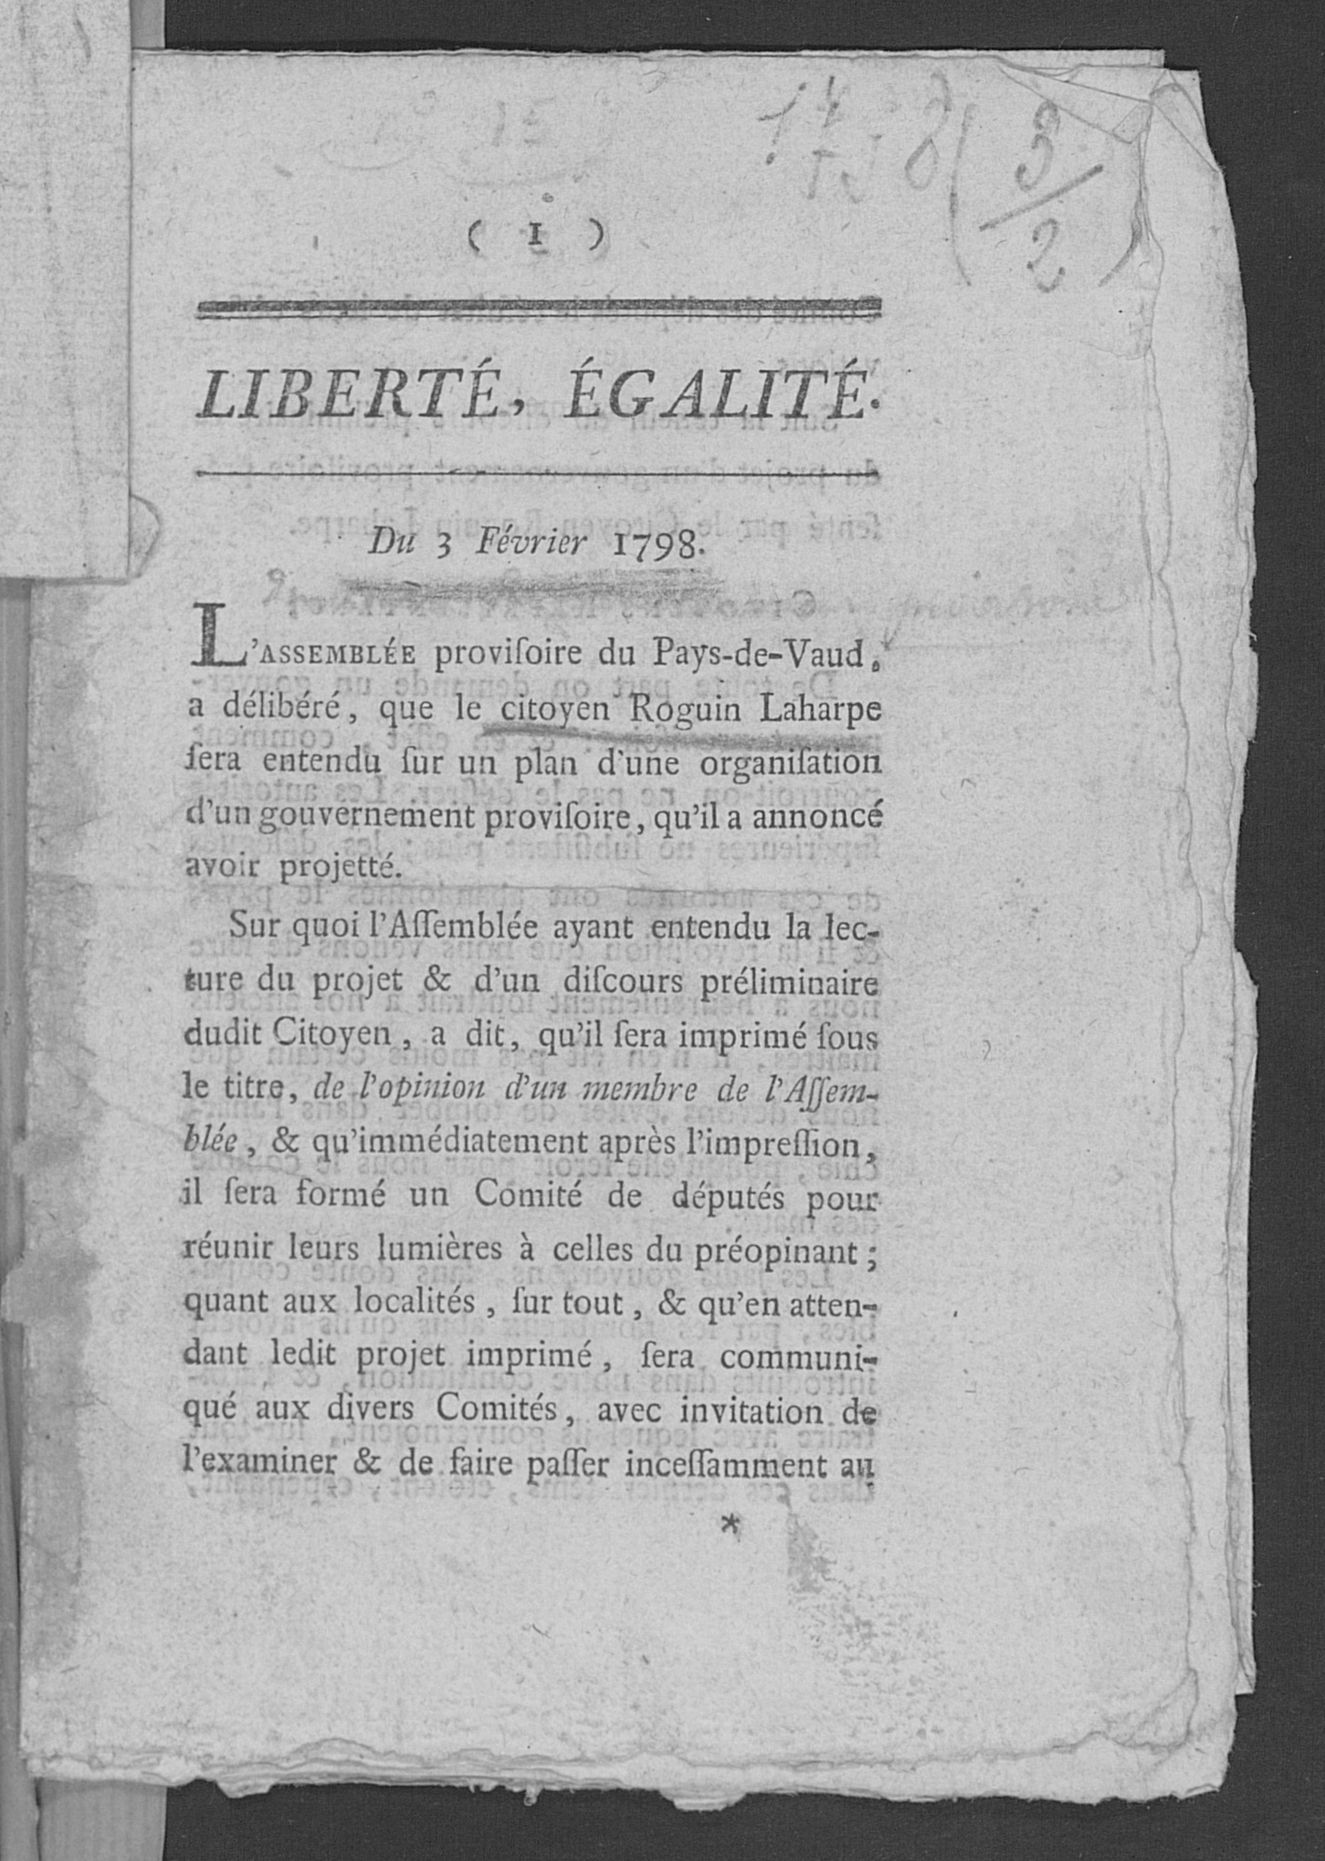 ( 1 )
LIBERTÉ, ÉGALITÉ.
Du 3 Février 1798.
L'ASSEMBLÉE proviſoire du Pays-de-Vaud,
a délibéré, que le citoyen Roguin Laharpe
ſera entendu ſur un plan d'une organiſation
d'un gouvernement proviſoire, qu'il a annoncé
avoir projetté.
Sur quoi l'Aſſemblée ayant entendu la lec-
ture du projet & d'un diſcours préliminaire
dudit Citoyen, a dit, qu'il ſera imprimé ſous
le titre, de l'opinion d'un membre de l'Aſſem-
blée, & qu'immédiatement après l'impreſſion,
il ſera formé un Comité de députés pour
réunir leurs lumières à celles du préopinant ;
quant aux localités, ſur tout, & qu'en atten-
dant ledit projet imprimé, ſera communi-
qué aux divers Comités, avec invitation de
l'examiner & de faire paſſer inceſſamment au
*